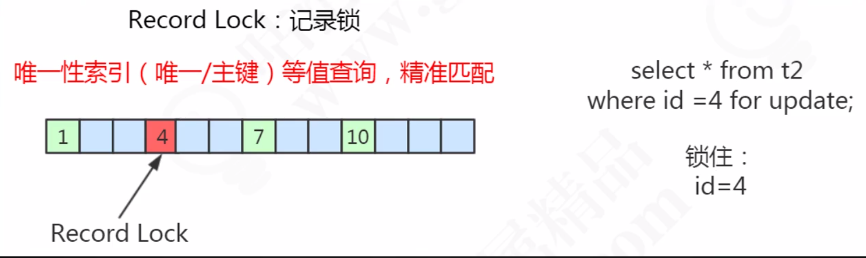 Record Lock：记录锁
唯一性索引（唯一/主键）等值查询，精准匹配
select * from t2
where id =4 for update;
1 4 7 10
锁住：
id=4
Record Lock